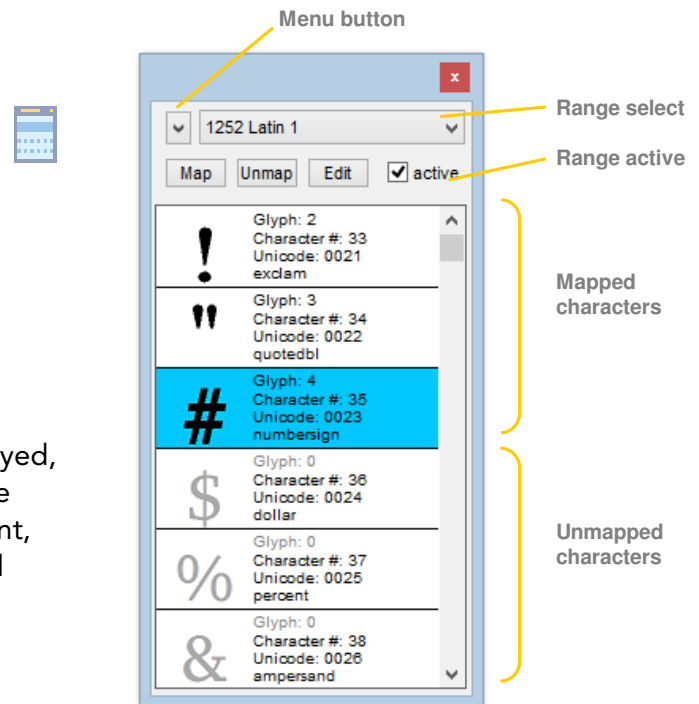 Menu button
x
1252 Latin 1
Range select
Map Unmap Edit active
Range active
Glyph: 2
Character #: 33
Unicode: 0021
exclam
!
Glyph: 3
Character #: 34
Unicode: 0022
quotedbl
"
Mapped
characters
Glyph: 4
Character #: 35
Unicode: 0023
numbersign
#
Glyph: 0
Character #: 36
Unicode: 0024
dollar
$
Glyph: 0
Character #: 37
Unicode: 0025
percent
%
Glyph: 0
Character #: 38
Unicode: 0026
ampersand
&
Unmapped
characters
yed,
e
nt,